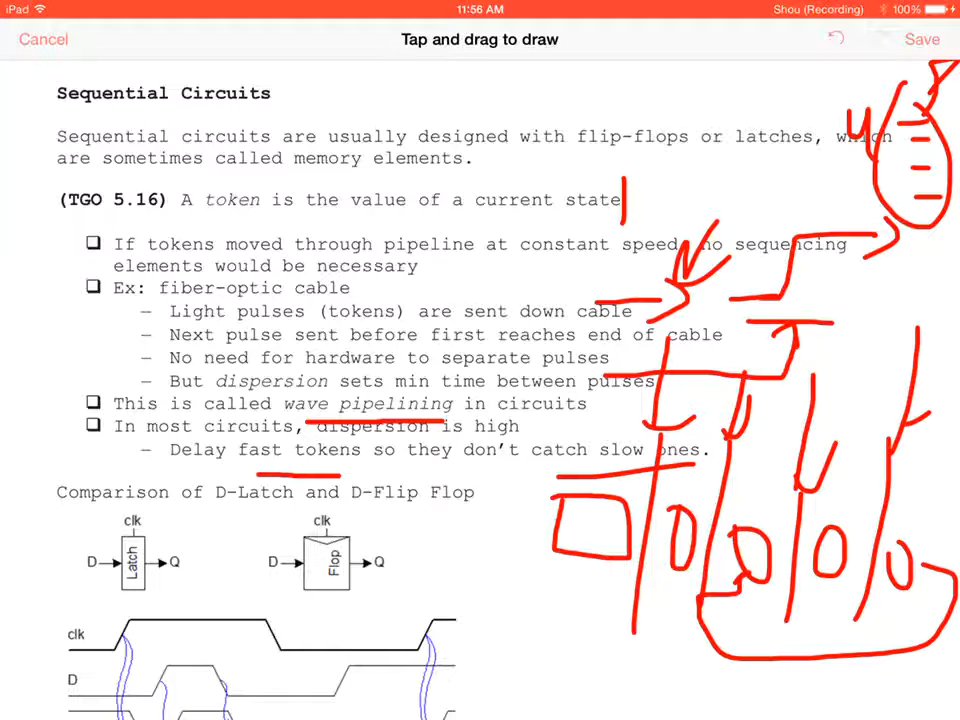 iPad 11:56 AM Shou (Recording) 100%
Cancel Tap and drag to draw Save
Sequential Circuits
Sequential circuits are usually designed with flip-flops or latches, which
are sometimes called memory elements.
(TGO 5.16) A token is the value of a current state
If tokens moved through pipeline at constant speed, no sequencing
elements would be necessary
Ex: fiber-optic cable
– Light pulses (tokens) are sent down cable
– Next pulse sent before first reaches end of cable
– No need for hardware to separate pulses
– But dispersion sets min time between pulses
This is called wave pipelining in circuits
In most circuits, dispersion is high
– Delay fast tokens so they don't catch slow ones.
Comparison of D-Latch and D-Flip Flop
clk clk
D Latch Q D Flop Q
clk
D